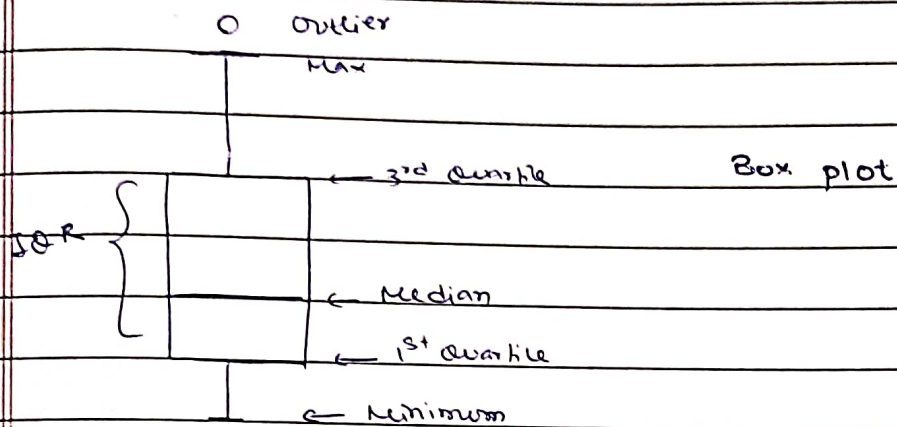 O Outlier
Max
3rd Quartile
Box plot
IQR
Median
1st Quartile
Minimum